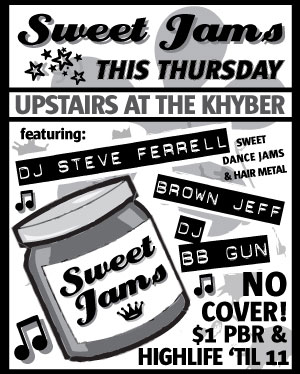 Sweet Jams
THIS THURSDAY
UPSTAIRS AT THE KHYBER
featuring:
DJ STEVE FERRELL
SWEET
DANCE JAMS
& HAIR METAL
BROWN JEFF
DJ
BB GUN
Sweet
Jams
NO
COVER!
$1 PBR &
HIGHLIFE ‘TIL 11